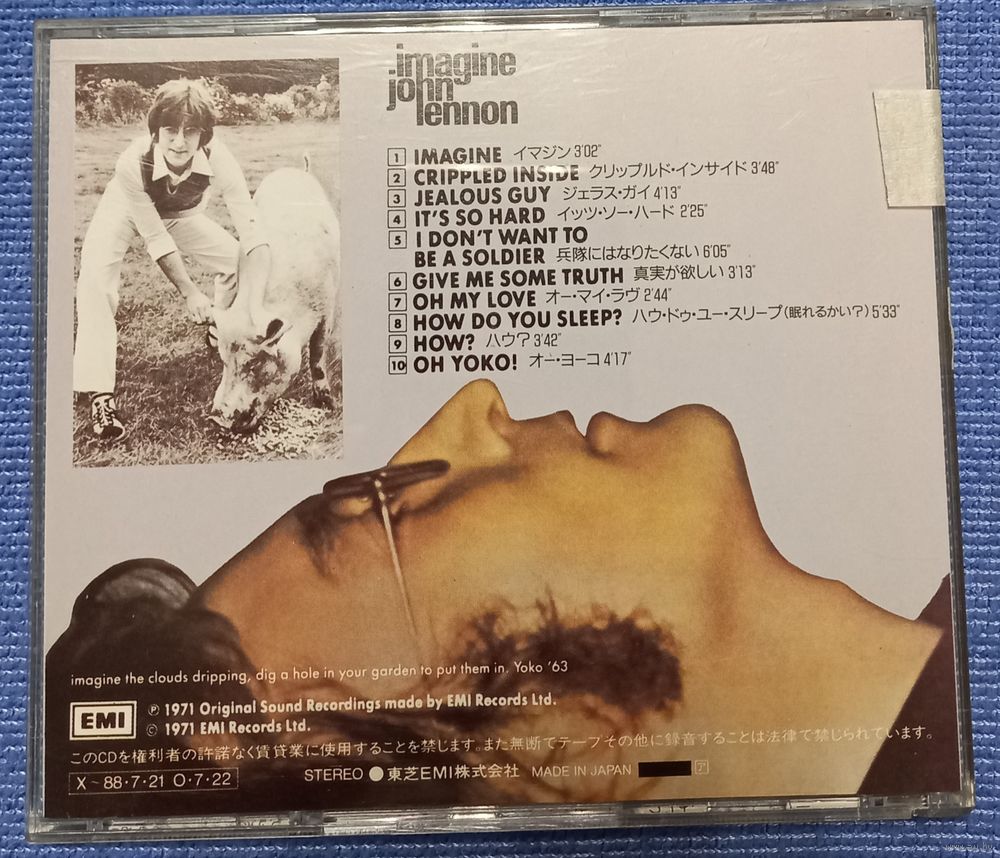 imagine
john
lennon
1 IMAGINE イマジン 3'02"
2 CRIPPLED INSIDE クリップルド・インサイド 3'48"
3 JEALOUS GUY ジェラス・ガイ 4'13"
4 IT'S SO HARD イッツ・ソー・ハード 2'25"
5 I DON'T WANT TO
BE A SOLDIER 兵隊にはなりたくない 6'05"
6 GIVE ME SOME TRUTH 真実が欲しい 3'13"
7 OH MY LOVE オー・マイ・ラヴ 2'44"
8 HOW DO YOU SLEEP? ハウ・ドゥ・ユー・スリープ(眠れるかい?) 5'33"
9 HOW? ハウ? 3'42"
10 OH YOKO! オー・ヨーコ 4'17"
imagine the clouds dripping, dig a hole in your garden to put them in. Yoko '63
EMI
℗ 1971 Original Sound Recordings made by EMI Records Ltd.
© 1971 EMI Records Ltd.
このCDを権利者の許諾なく賃貸業に使用することを禁じます。また無断でテープその他に録音することは法律で禁じられています。
X~88・7・21 O・7・22
STEREO ●東芝EMI株式会社 MADE IN JAPAN ア